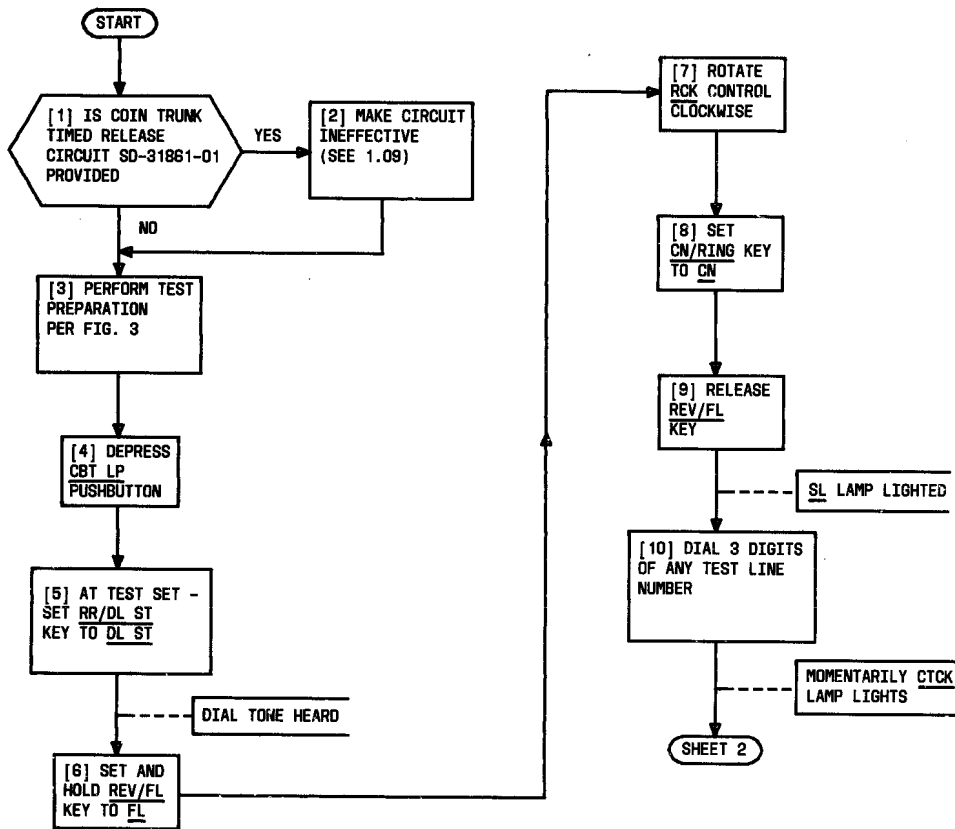 START
[1] IS COIN TRUNK
TIMED RELEASE
CIRCUIT SD-31861-01
PROVIDED
YES
[2] MAKE CIRCUIT
INEFFECTIVE
(SEE 1.09)
NO
[3] PERFORM TEST
PREPARATION
PER FIG. 3
[4] DEPRESS
CBT LP
PUSHBUTTON
[5] AT TEST SET -
SET RR/DL ST
KEY TO DL ST
DIAL TONE HEARD
[6] SET AND
HOLD REV/FL
KEY TO FL
[7] ROTATE
RCK CONTROL
CLOCKWISE
[8] SET
CN/RING KEY
TO CN
[9] RELEASE
REV/FL
KEY
SL LAMP LIGHTED
[10] DIAL 3 DIGITS
OF ANY TEST LINE
NUMBER
MOMENTARILY CTCK
LAMP LIGHTS
SHEET 2